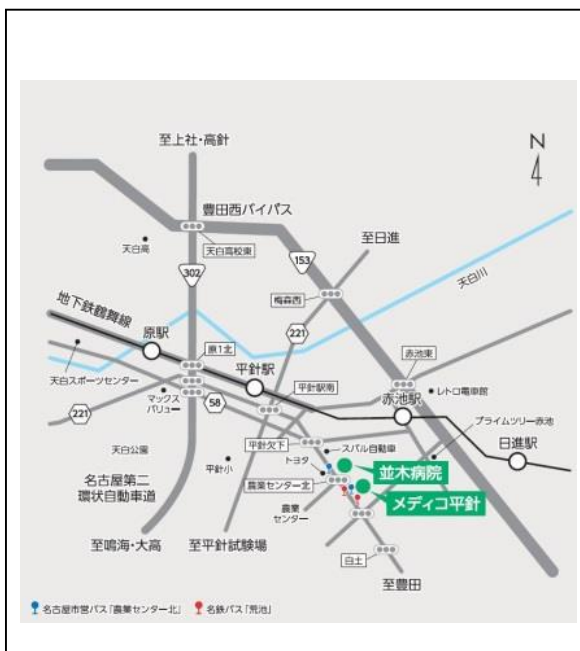 至上社・高針
N
豊田西バイパス
天白高
天白高校東
至日進
153
302
梅森西
天白川
地下鉄鶴舞線
221
原駅
原1北
平針駅
赤池東
天白スポーツセンター
平針駅南
レトロ電車館
マックス
バリュー
58
赤池駅
221
プライムツリー赤池
平針欠下
スバル自動車
日進駅
天白公園
平針小
トヨタ
並木病院
名古屋第二
環状自動車道
農業センター北
メディコ平針
農業
センター
至鳴海・大高
至平針試験場
白土
至豊田
名古屋市営バス「農業センター北」
名鉄バス「荒池」